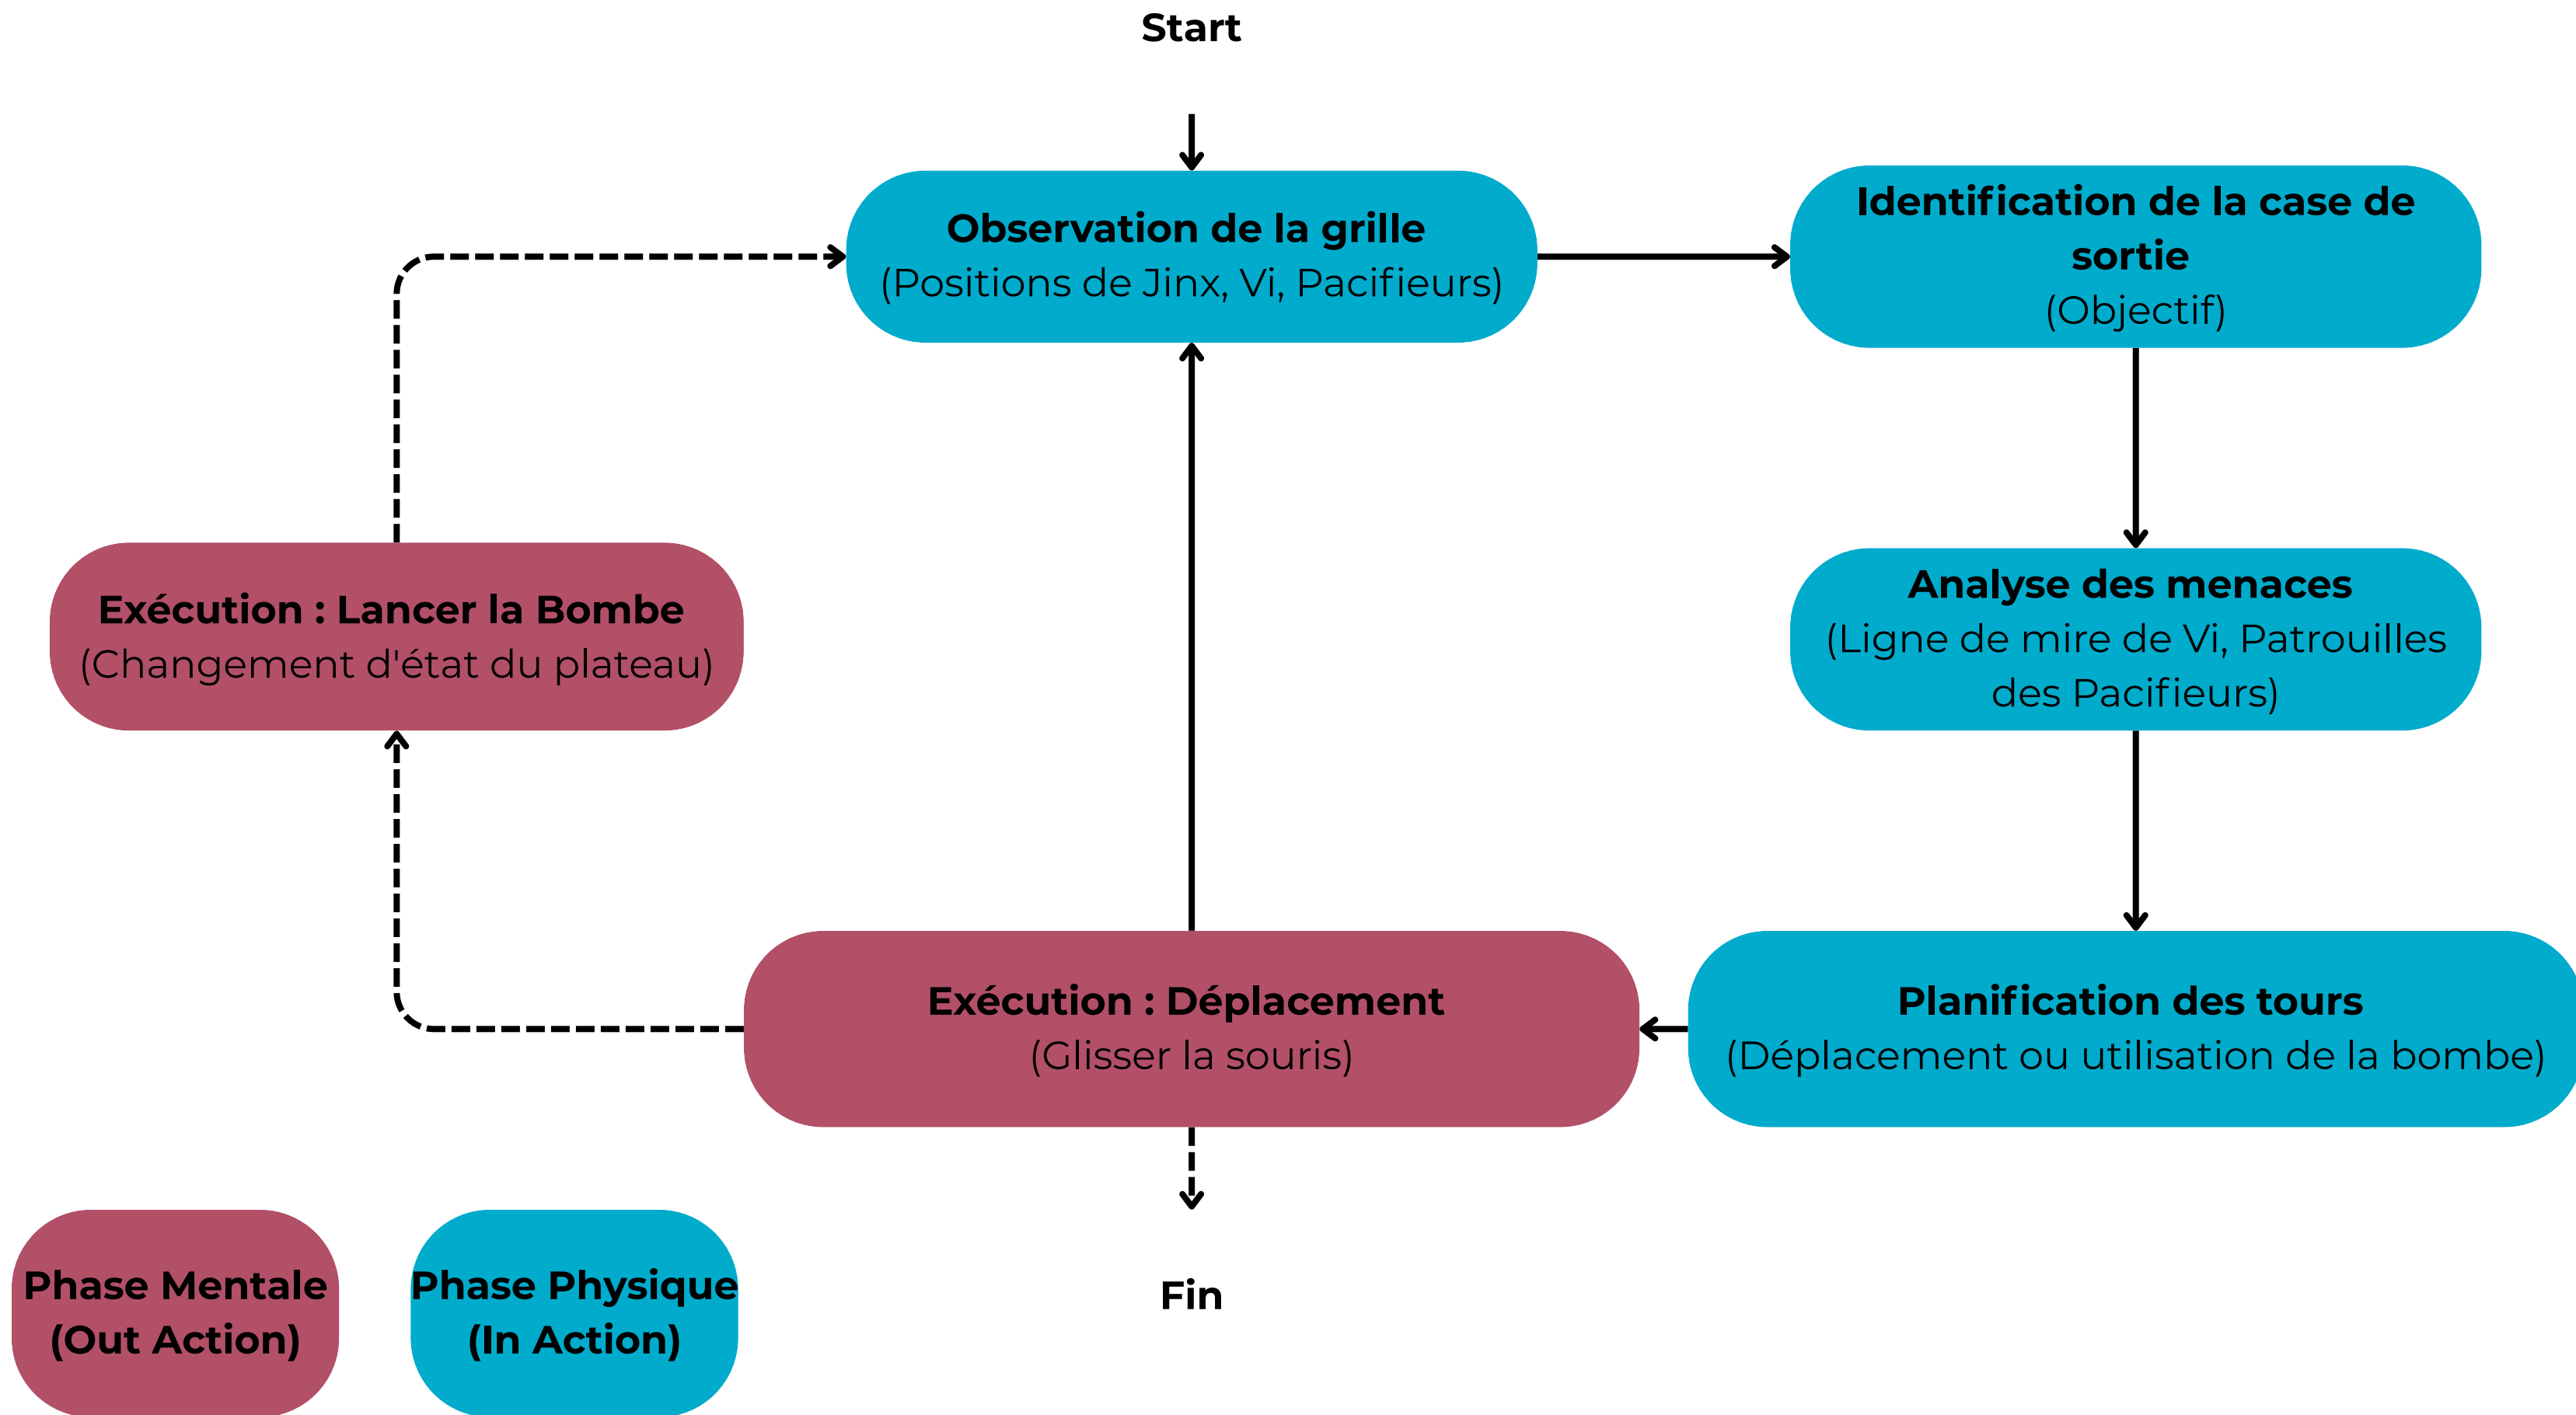 Start
Observation de la grille
(Positions de Jinx, Vi, Pacifieurs)
Identification de la case de
sortie
(Objectif)
Exécution : Lancer la Bombe
(Changement d'état du plateau)
Analyse des menaces
(Ligne de mire de Vi, Patrouilles
des Pacifieurs)
Exécution : Déplacement
(Glisser la souris)
Planification des tours
(Déplacement ou utilisation de la bombe)
Phase Mentale
(Out Action)
Phase Physique
(In Action)
Fin